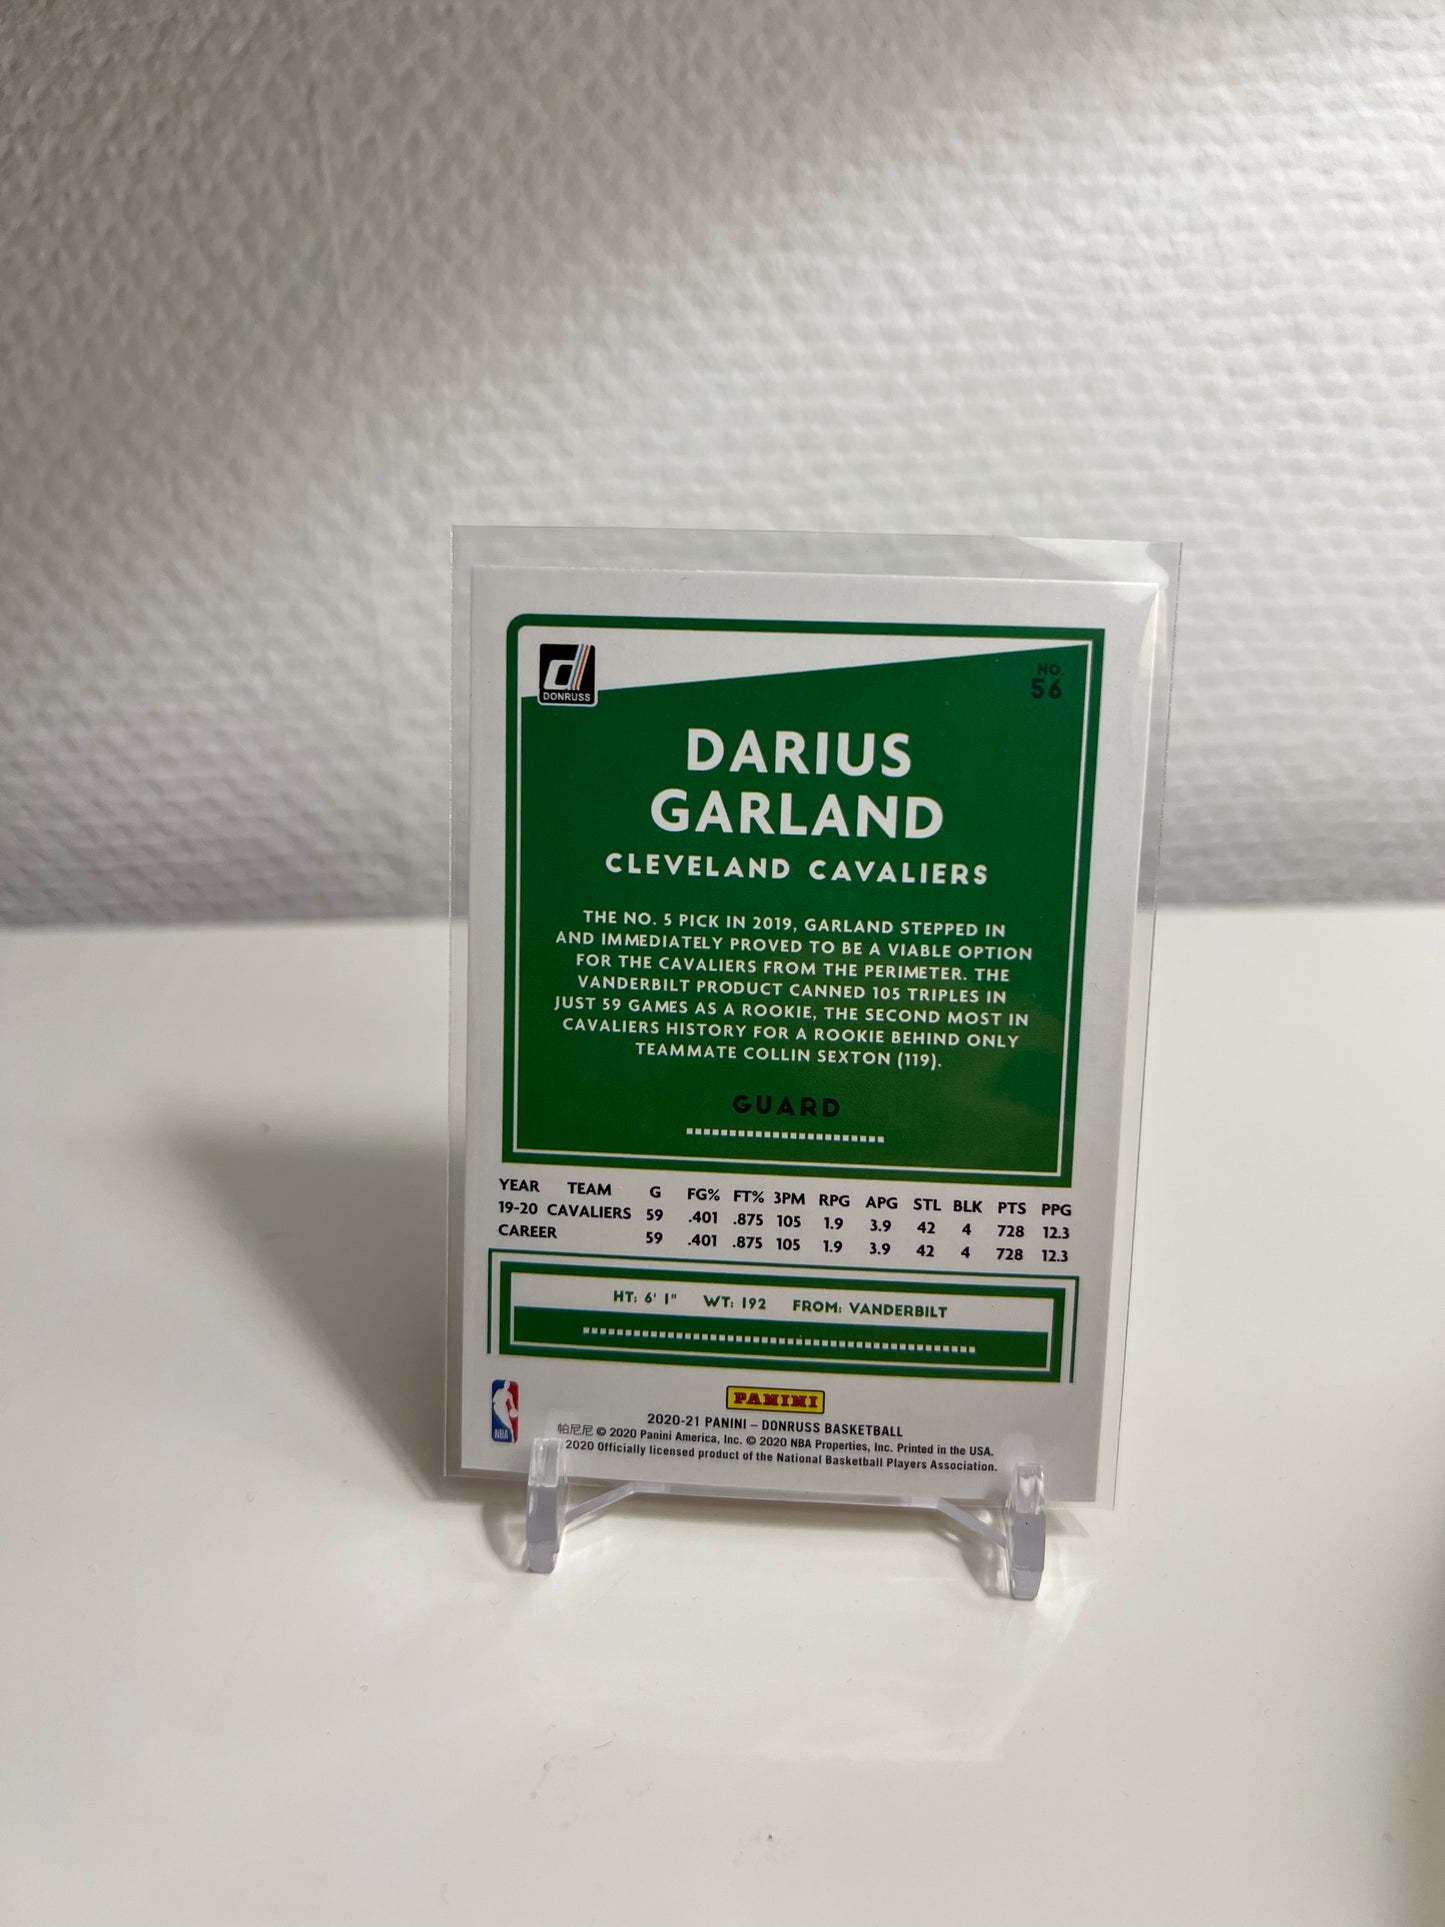 DONRUSS
NO.
56
DARIUS
GARLAND
CLEVELAND CAVALIERS
THE NO. 5 PICK IN 2019, GARLAND STEPPED IN
AND IMMEDIATELY PROVED TO BE A VIABLE OPTION
FOR THE CAVALIERS FROM THE PERIMETER. THE
VANDERBILT PRODUCT CANNED 105 TRIPLES IN
JUST 59 GAMES AS A ROOKIE, THE SECOND MOST IN
CAVALIERS HISTORY FOR A ROOKIE BEHIND ONLY
TEAMMATE COLLIN SEXTON (119).
GUARD
YEAR TEAM G FG% FT% 3PM RPG APG STL BLK PTS PPG
19-20 CAVALIERS 59 .401 .875 105 1.9 3.9 42 4 728 12.3
CAREER 59 .401 .875 105 1.9 3.9 42 4 728 12.3
HT: 6' 1" WT: 192 FROM: VANDERBILT
NBA
PANINI
2020-21 PANINI – DONRUSS BASKETBALL
帕尼尼 © 2020 Panini America, Inc. © 2020 NBA Properties, Inc. Printed in the USA.
2020 Officially licensed product of the National Basketball Players Association.